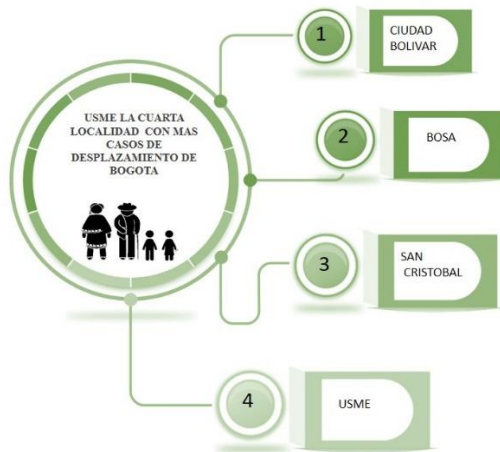 USME LA CUARTA
LOCALIDAD CON MAS
CASOS DE
DESPLAZAMIENTO DE
BOGOTA
1
CIUDAD
BOLIVAR
2
BOSA
3
SAN
CRISTOBAL
4
USME